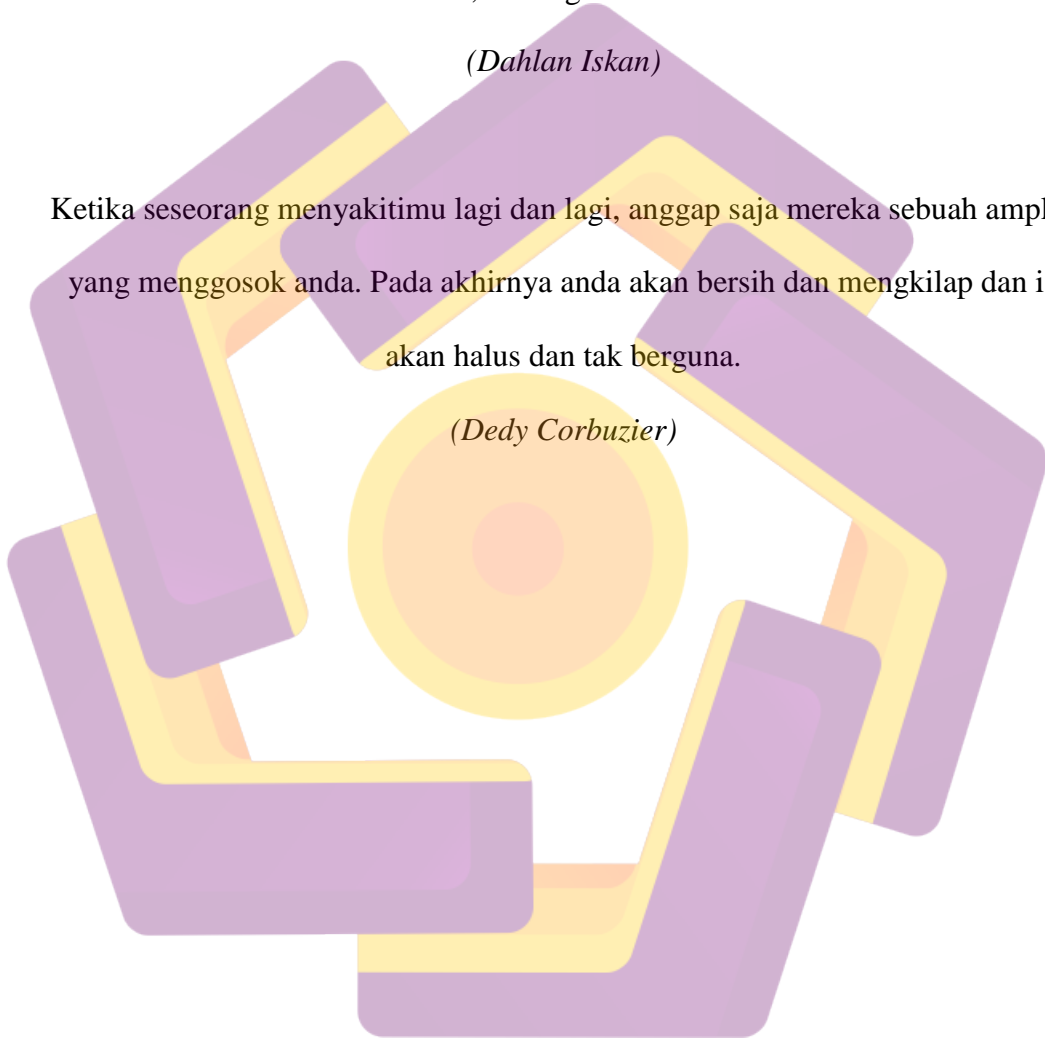 (Dahlan Iskan)
Ketika seseorang menyakitimu lagi dan lagi, anggap saja mereka sebuah
yang menggosok anda. Pada akhirnya anda akan bersih dan mengkilap dan
akan halus dan tak berguna.
(Dedy Corbuzier)